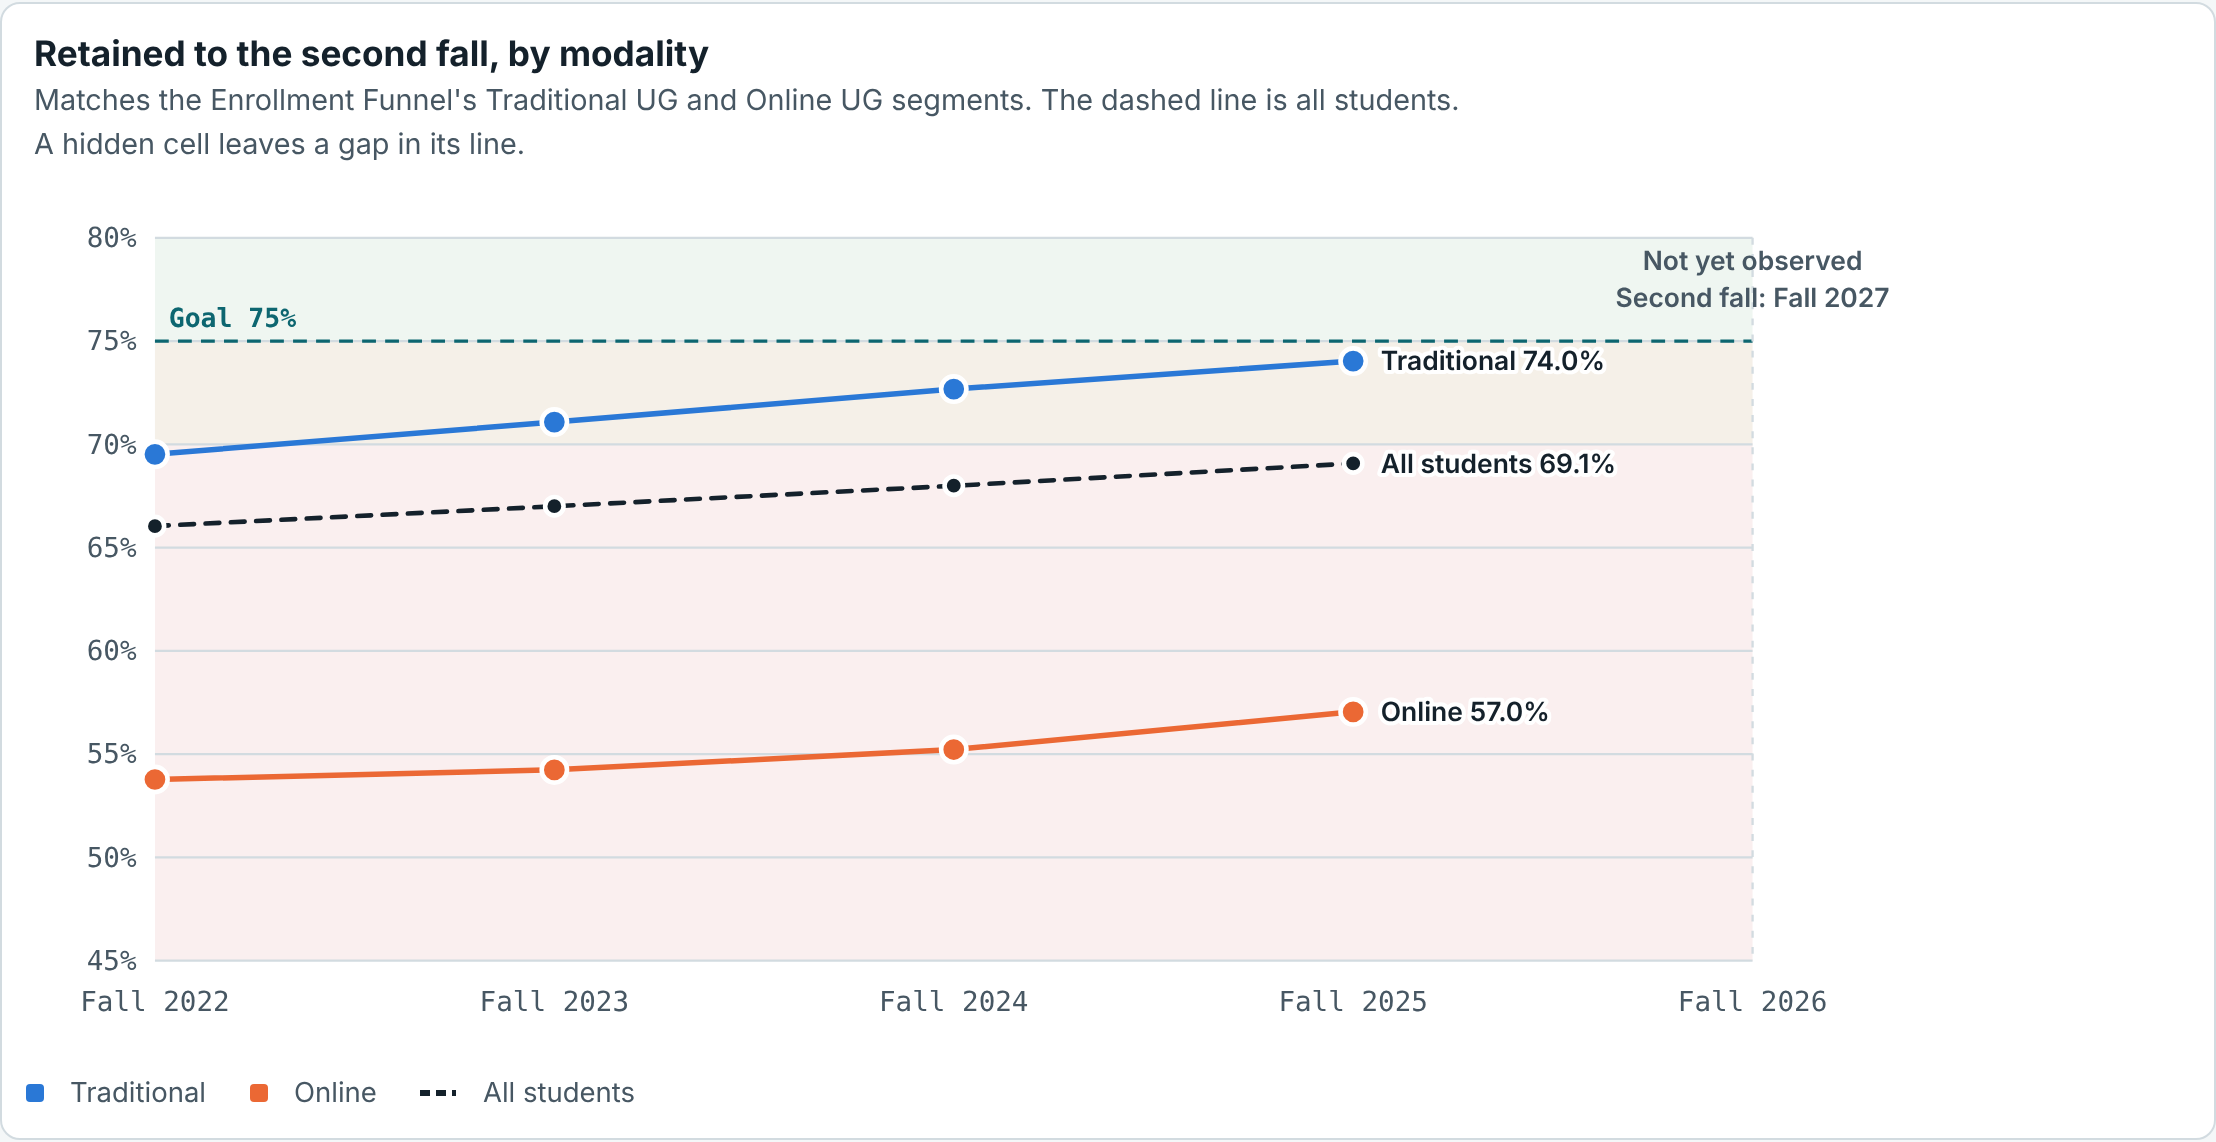 Retained to the second fall, by modality
Matches the Enrollment Funnel's Traditional UG and Online UG segments. The dashed line is all students.
A hidden cell leaves a gap in its line.
80%
Not yet observed
Second fall: Fall 2027
Goal 75%
75%
Traditional 74.0%
70%
All students 69.1%
65%
60%
Online 57.0%
55%
50%
45%
Fall 2022
Fall 2023
Fall 2024
Fall 2025
Fall 2026
Traditional
Online
All students